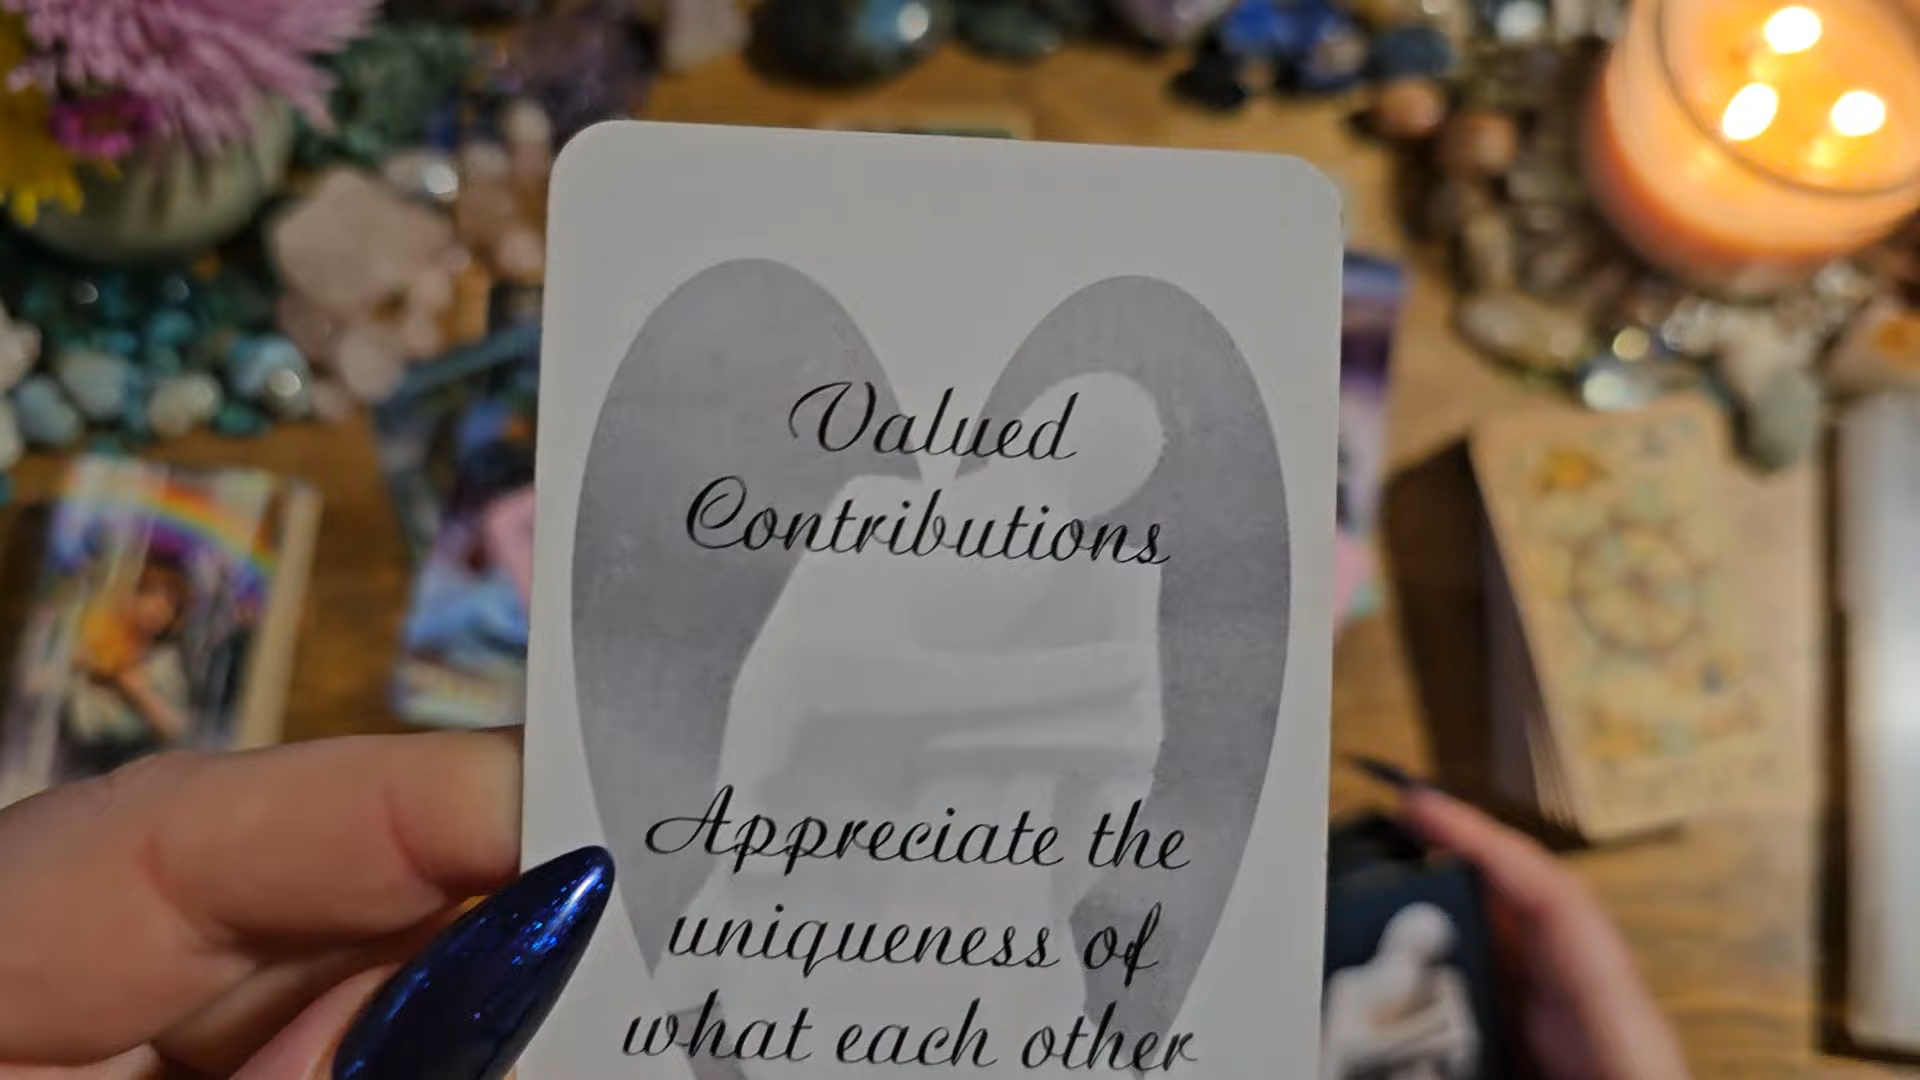 Valued
Contributions
Appreciate the
uniqueness of
what each other